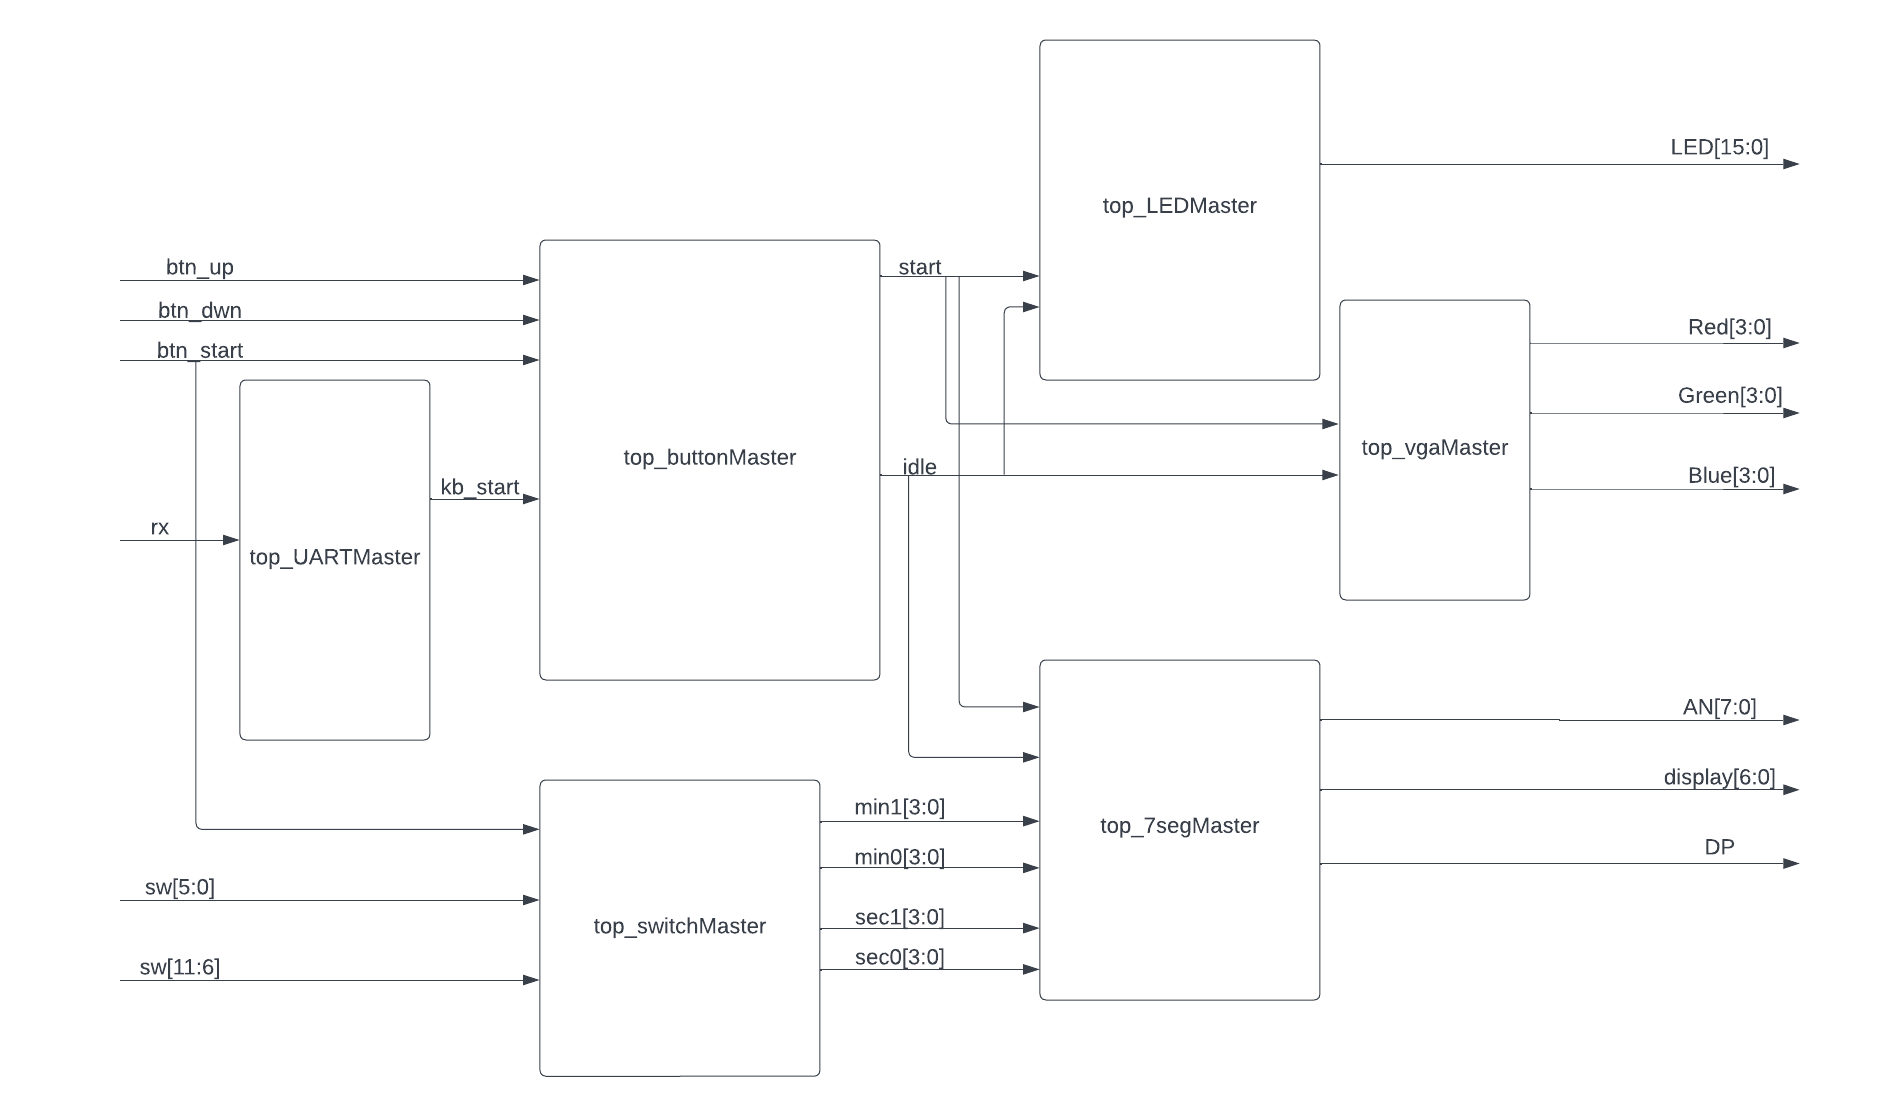 LED[15:0]
top_LEDMaster
btn_up
start
btn_dwn
Red[3:0]
btn_start
Green[3:0]
top_vgaMaster
top_buttonMaster
idle
Blue[3:0]
kb_start
rx
top_UARTMaster
AN[7:0]
display[6:0]
min1[3:0]
top_7segMaster
DP
min0[3:0]
sw[5:0]
sec1[3:0]
top_switchMaster
sec0[3:0]
sw[11:6]